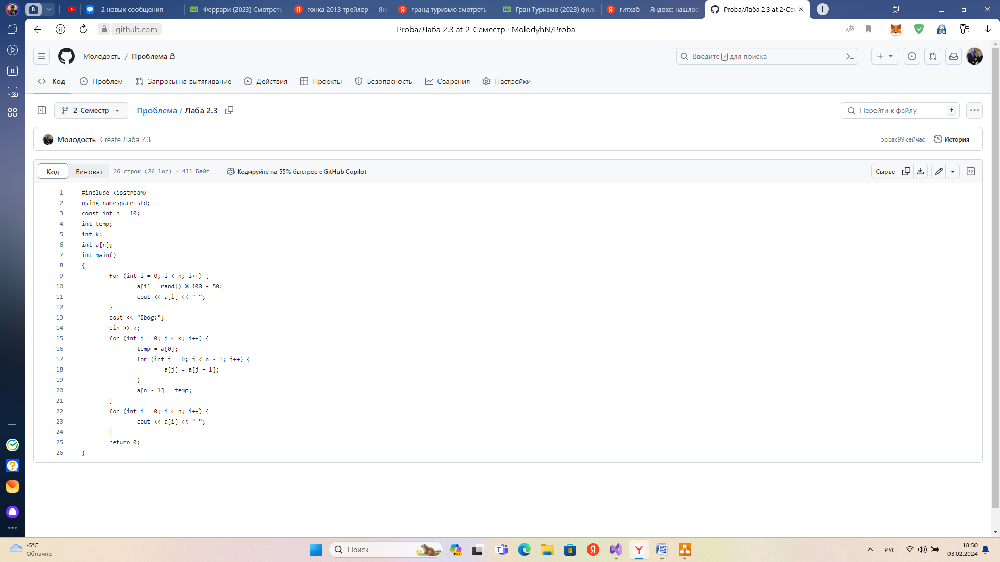 8
2 новых сообщения
Феррари (2023) Смотреть
гонка 2013 трейлер — Ян
гранд туризмо смотреть -
Гран Туризмо (2023) фил
гитхаб — Яндекс: нашлос
Proba/Лаба 2.3 at 2-Се
github.com
Proba/Лаба 2.3 at 2-Семестр · MolodyhN/Proba
8
Молодость / Проблема
Введите / для поиска
Код
Проблем
Запросы на вытягивание
Действия
Проекты
Безопасность
Озарения
Настройки
2-Семестр
Проблема / Лаба 2.3
Перейти к файлу
t
Молодость Create Лаба 2.3
5bbac99·сейчас
История
Код
Виноват
26 строк (26 loc) · 411 Байт
Кодируйте на 55% быстрее с GitHub Copilot
Сырье
1 #include <iostream>
2 using namespace std;
3 const int n = 10;
4 int temp;
5 int k;
6 int a[n];
7 int main()
8 {
9 for (int i = 0; i < n; i++) {
10 a[i] = rand() % 100 - 50;
11 cout << a[i] << " ";
12 }
13 cout << "Bbog:";
14 cin >> k;
15 for (int i = 0; i < k; i++) {
16 temp = a[0];
17 for (int j = 0; j < n - 1; j++) {
18 a[j] = a[j + 1];
19 }
20 a[n - 1] = temp;
21 }
22 for (int i = 0; i < n; i++) {
23 cout << a[i] << " ";
24 }
25 return 0;
26 }
-5°C
Облачно
Поиск
PRE
РУС
18:50
03.02.2024